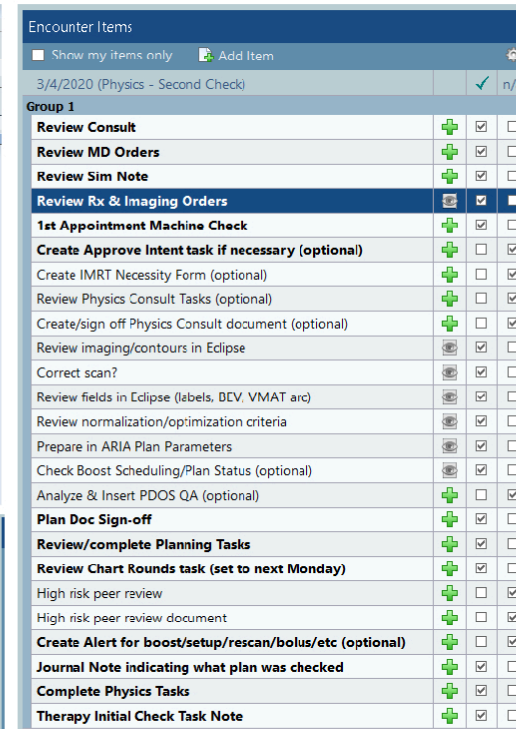 Encounter Items
Show my items only Add Item
3/4/2020 (Physics - Second Check) n/
Group 1
Review Consult
Review MD Orders
Review Sim Note
Review Rx & Imaging Orders
1st Appointment Machine Check
Create Approve Intent task if necessary (optional)
Create IMRT Necessity Form (optional)
Review Physics Consult Tasks (optional)
Create/sign off Physics Consult document (optional)
Review imaging/contours in Eclipse
Correct scan?
Review fields in Eclipse (labels, BEV, VMAT arc)
Review normalization/optimization criteria
Prepare in ARIA Plan Parameters
Check Boost Scheduling/Plan Status (optional)
Analyze & Insert PDOS QA (optional)
Plan Doc Sign-off
Review/complete Planning Tasks
Review Chart Rounds task (set to next Monday)
High risk peer review
High risk peer review document
Create Alert for boost/setup/rescan/bolus/etc (optional)
Journal Note indicating what plan was checked
Complete Physics Tasks
Therapy Initial Check Task Note